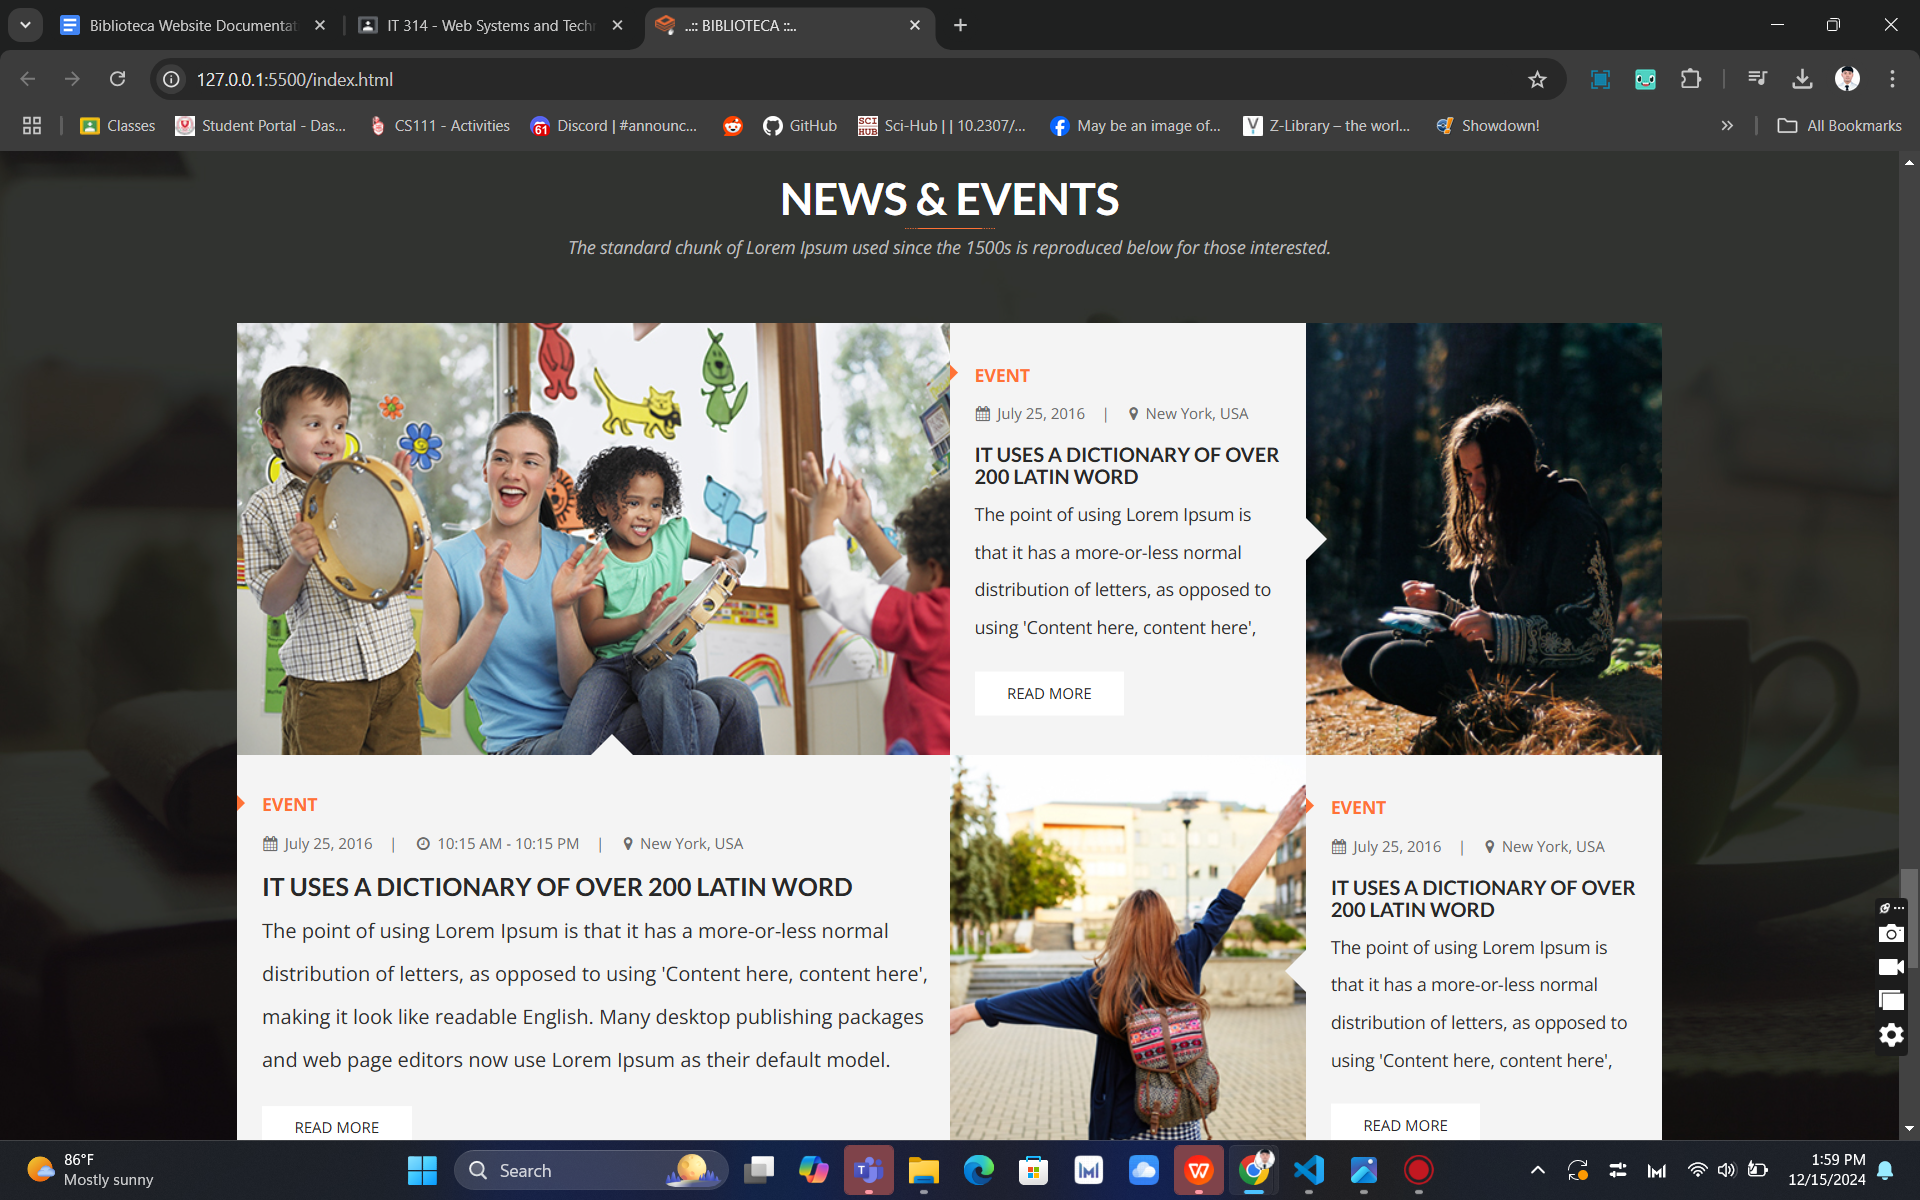 Biblioteca Website Documentat
IT 314 - Web Systems and Techn
..:: BIBLIOTECA ::..
127.0.0.1:5500/index.html
Classes
Student Portal - Das...
CS111 - Activities
61
Discord | #announc...
GitHub
SCI HUB
Sci-Hub | | 10.2307/...
May be an image of...
Z-Library – the worl...
Showdown!
All Bookmarks
NEWS & EVENTS
The standard chunk of Lorem Ipsum used since the 1500s is reproduced below for those interested.
EVENT
July 25, 2016 | New York, USA
IT USES A DICTIONARY OF OVER
200 LATIN WORD
The point of using Lorem Ipsum is
that it has a more-or-less normal
distribution of letters, as opposed to
using 'Content here, content here',
READ MORE
EVENT
July 25, 2016 | 10:15 AM - 10:15 PM | New York, USA
IT USES A DICTIONARY OF OVER 200 LATIN WORD
The point of using Lorem Ipsum is that it has a more-or-less normal
distribution of letters, as opposed to using 'Content here, content here',
making it look like readable English. Many desktop publishing packages
and web page editors now use Lorem Ipsum as their default model.
READ MORE
EVENT
July 25, 2016 | New York, USA
IT USES A DICTIONARY OF OVER
200 LATIN WORD
The point of using Lorem Ipsum is
that it has a more-or-less normal
distribution of letters, as opposed to
using 'Content here, content here',
READ MORE
86°F
Mostly sunny
Search
1:59 PM
12/15/2024